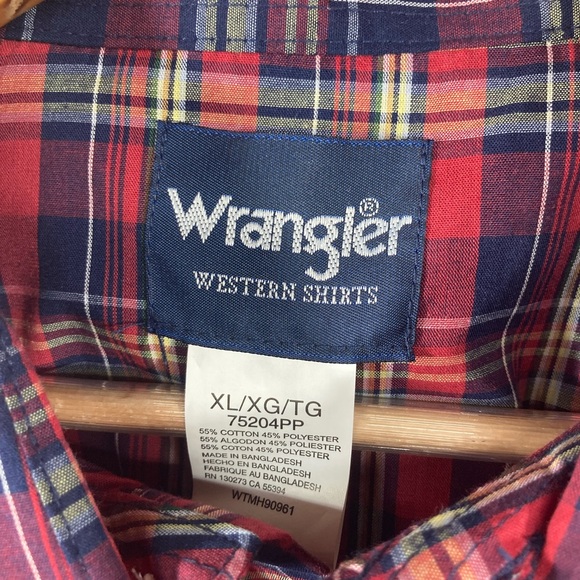 Wrangler®
WESTERN SHIRTS
XL/XG/TG
75204PP
55% COTTON 45% POLYESTER
55% ALGODON 45% POLIESTER
55% COTON 45% POLYESTER
MADE IN BANGLADESH
HECHO EN BANGLADESH
FABRIQUE AU BANGLADESH
RN 130273 CA 55394
WTMH90961